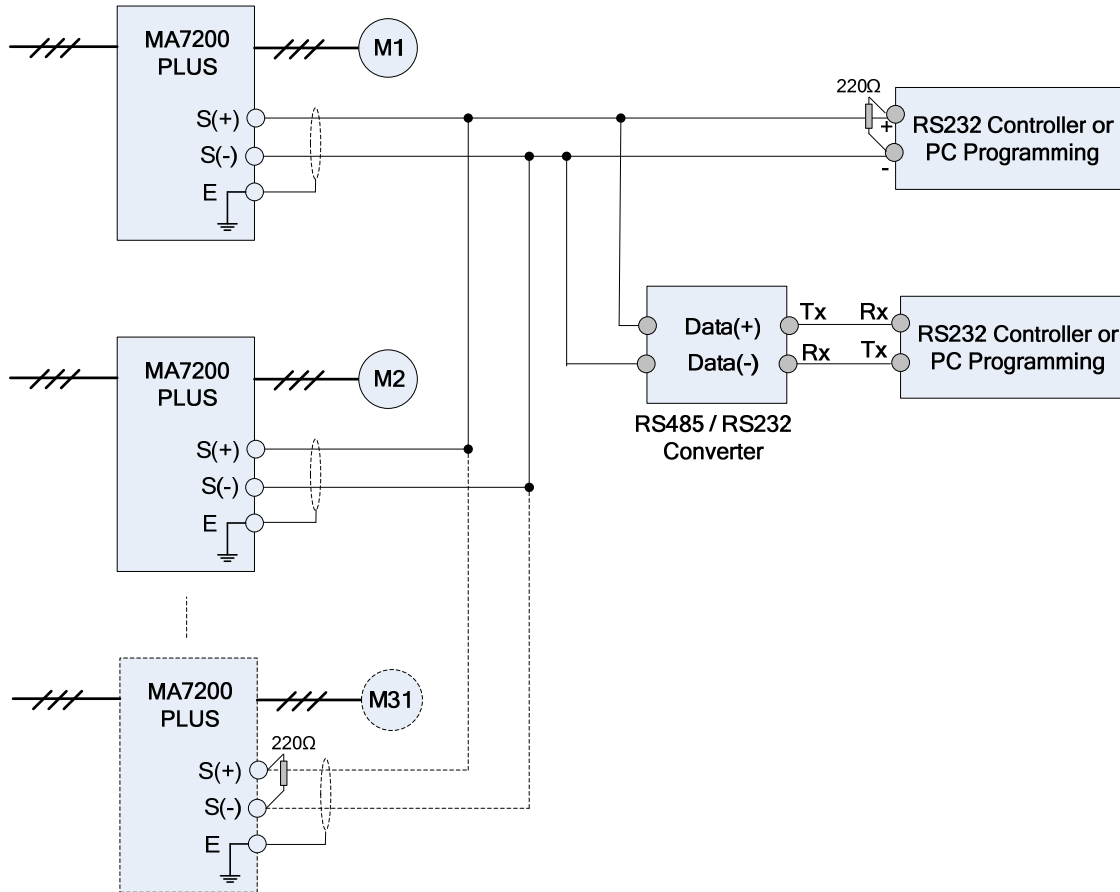 MA7200
PLUS
M1
S(+)
S(-)
E
220Ω
+
-
RS232 Controller or
PC Programming
Data(+)
Data(-)
Tx
Rx
Rx
Tx
RS232 Controller or
PC Programming
RS485 / RS232
Converter
MA7200
PLUS
M2
S(+)
S(-)
E
MA7200
PLUS
M31
220Ω
S(+)
S(-)
E